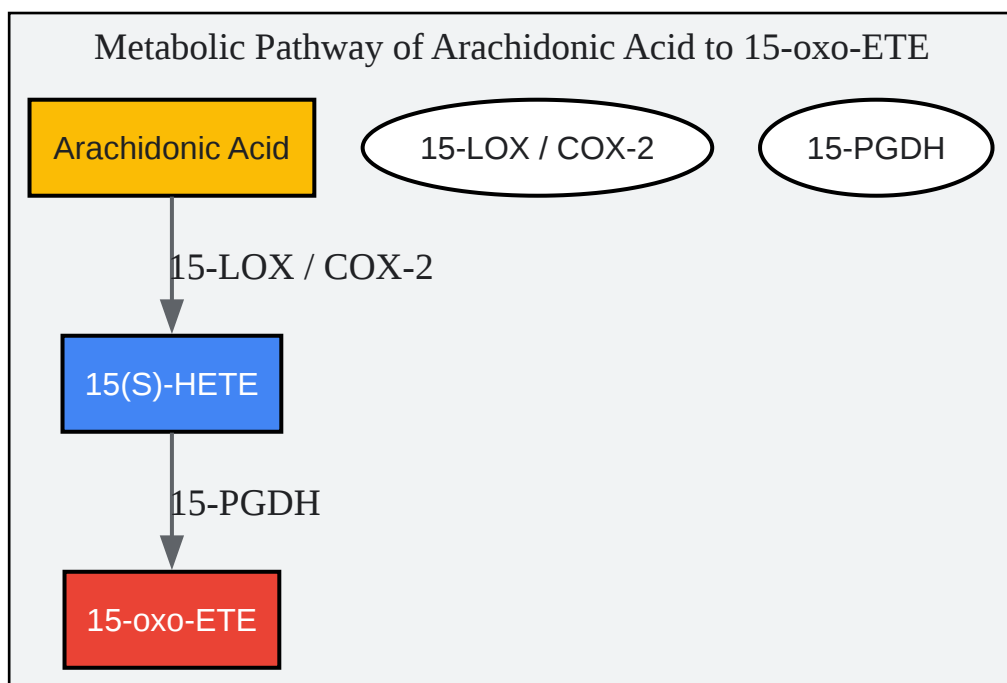 Metabolic Pathway of Arachidonic Acid to 15-oxo-ETE
Arachidonic Acid
15-LOX / COX-2
15-PGDH
15-LOX / COX-2
15(S)-HETE
15-PGDH
15-oxo-ETE